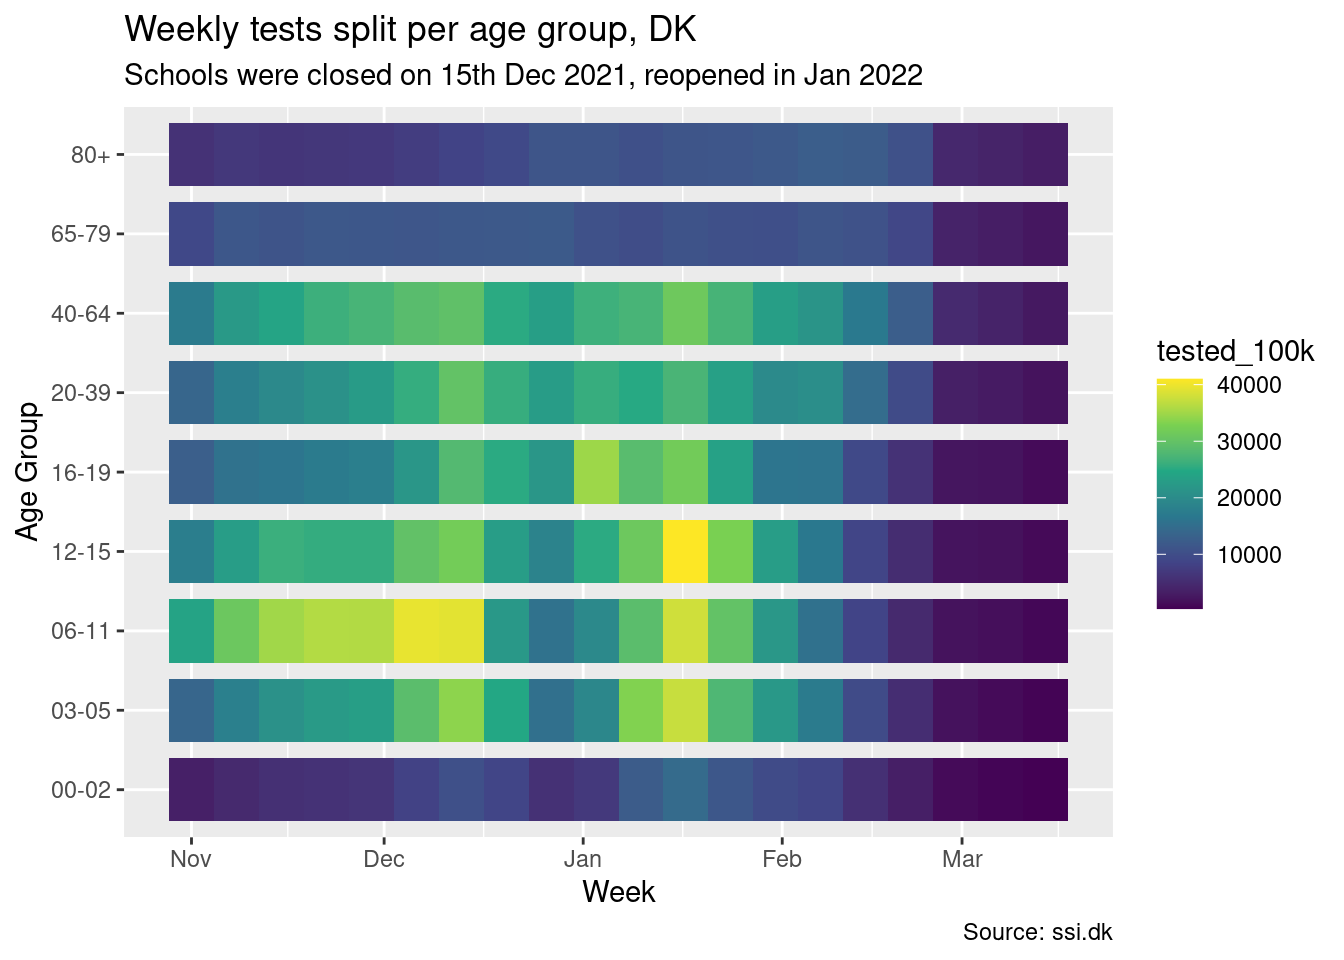 Weekly tests split per age group, DK
Schools were closed on 15th Dec 2021, reopened in Jan 2022
Age Group
80+
65-79
40-64
20-39
16-19
12-15
06-11
03-05
00-02
Nov
Dec
Jan
Feb
Mar
Week
tested_100k
40000
30000
20000
10000
Source: ssi.dk